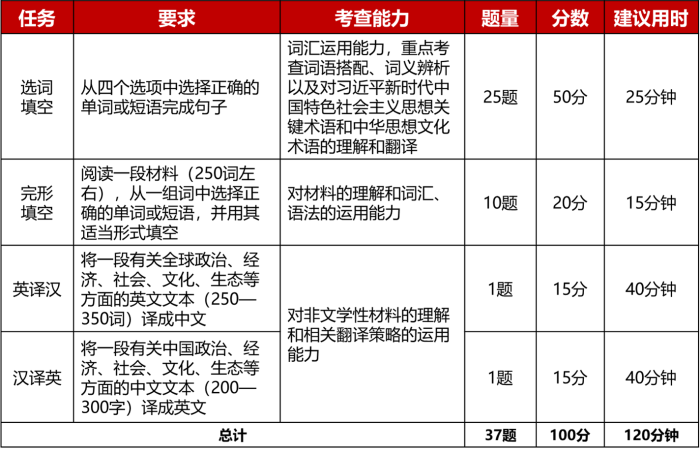 任务 要求 考查能力 题量 分数 建议用时
选词
填空
从四个选项中选择正确的
单词或短语完成句子
词汇运用能力，重点考
查词语搭配、词义辨析
以及对习近平新时代中
国特色社会主义思想关
键术语和中华思想文化
术语的理解和翻译
25题
50分
25分钟
完形
填空
阅读一段材料（250词左
右），从一组词中选择正
确的单词或短语，并用其
适当形式填空
对材料的理解和词汇、
语法的运用能力
10题
20分
15分钟
英译汉
将一段有关全球政治、经
济、社会、文化、生态等
方面的英文文本（250—
350词）译成中文
对非文学性材料的理解
和相关翻译策略的运用
能力
1题
15分
40分钟
汉译英
将一段有关中国政治、经
济、社会、文化、生态等
方面的中文文本（200—
300字）译成英文
1题
15分
40分钟
总计 37题 100分 120分钟